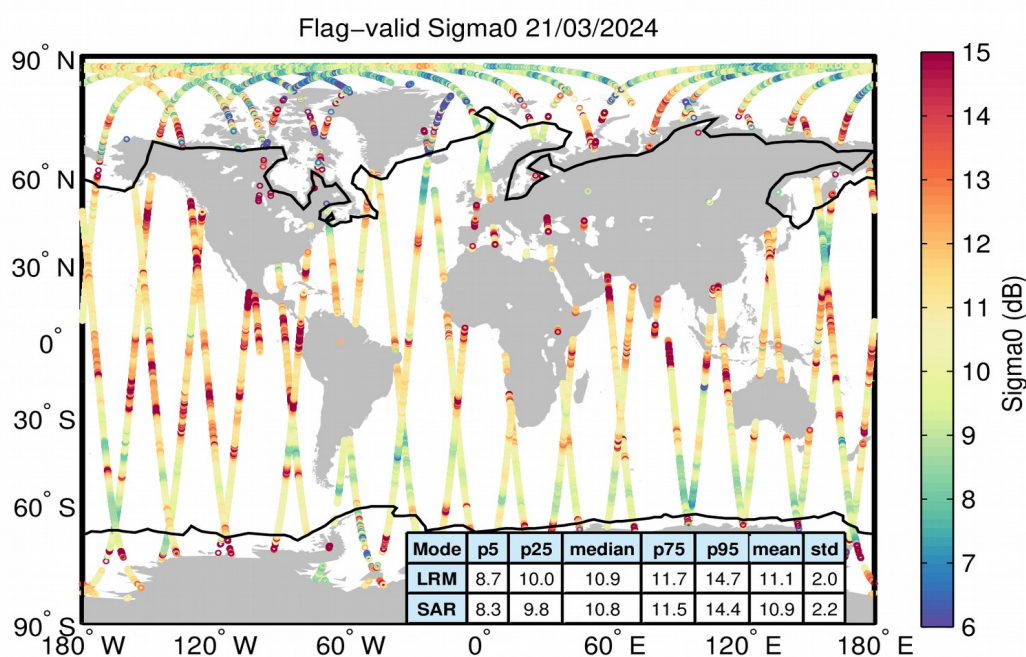 Flag-valid Sigma0 21/03/2024
90° N
60° N
30° N
0°
30° S
60° S
90° S
180° W 120° W 60° W 0° 60° E 120° E 180° E
Mode p5 p25 median p75 p95 mean std
LRM 8.7 10.0 10.9 11.7 14.7 11.1 2.0
SAR 8.3 9.8 10.8 11.5 14.4 10.9 2.2
15
14
13
12
11
10
9
8
7
6
Sigma0 (dB)